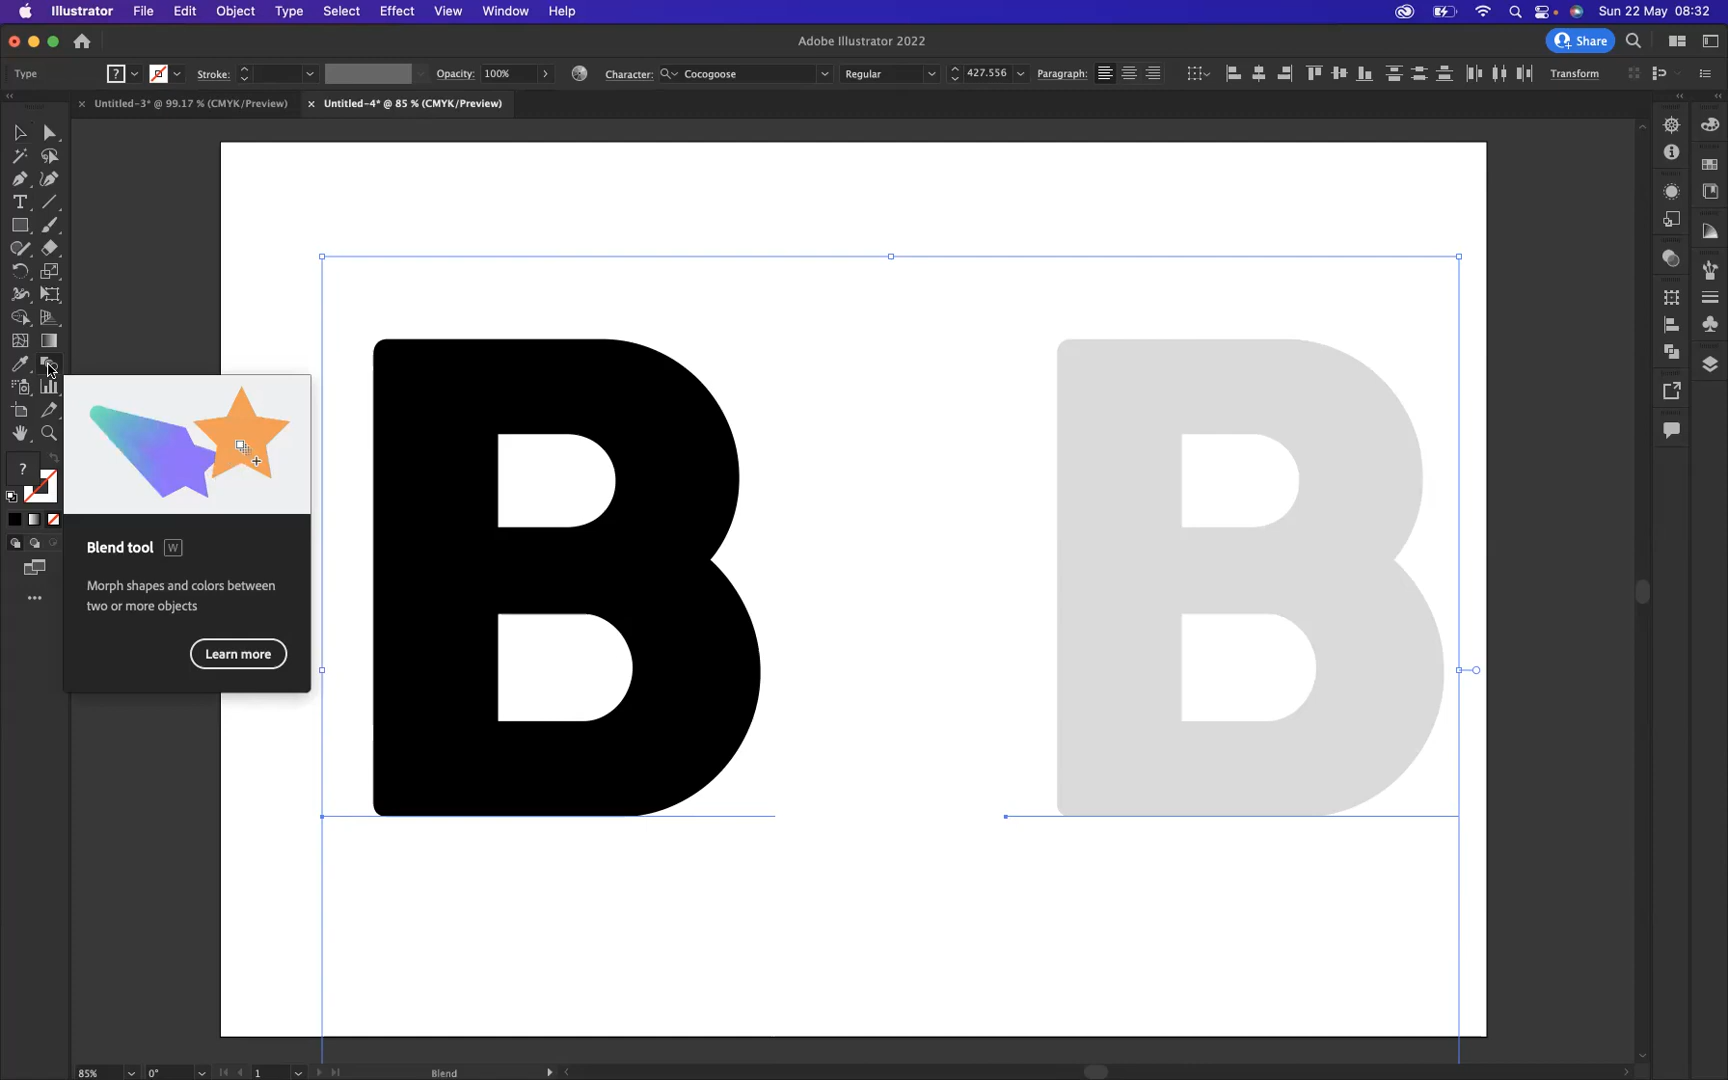 Illustrator File Edit Object Type Select Effect View Window Help Sun 22 May 08:32
Adobe Illustrator 2022
Share
Type ? Stroke: Opacity: 100% Character: Cocogoose Regular 427.556 Paragraph: Transform
Untitled-3* @ 99.17 % (CMYK/Preview) Untitled-4* @ 85 % (CMYK/Preview)
T
B B
?
Blend tool W
Morph shapes and colors between
two or more objects
Learn more
85% 0° 1 Blend